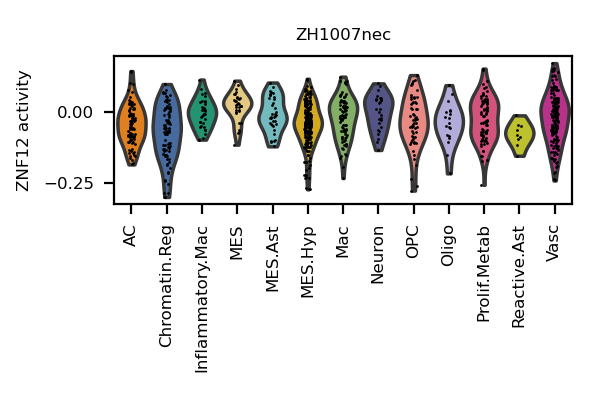 ZH1007nec
ZNF12 activity
0.00
−0.25
AC
Chromatin.Reg
Inflammatory.Mac
MES
MES.Ast
MES.Hyp
Mac
Neuron
OPC
Oligo
Prolif.Metab
Reactive.Ast
Vasc